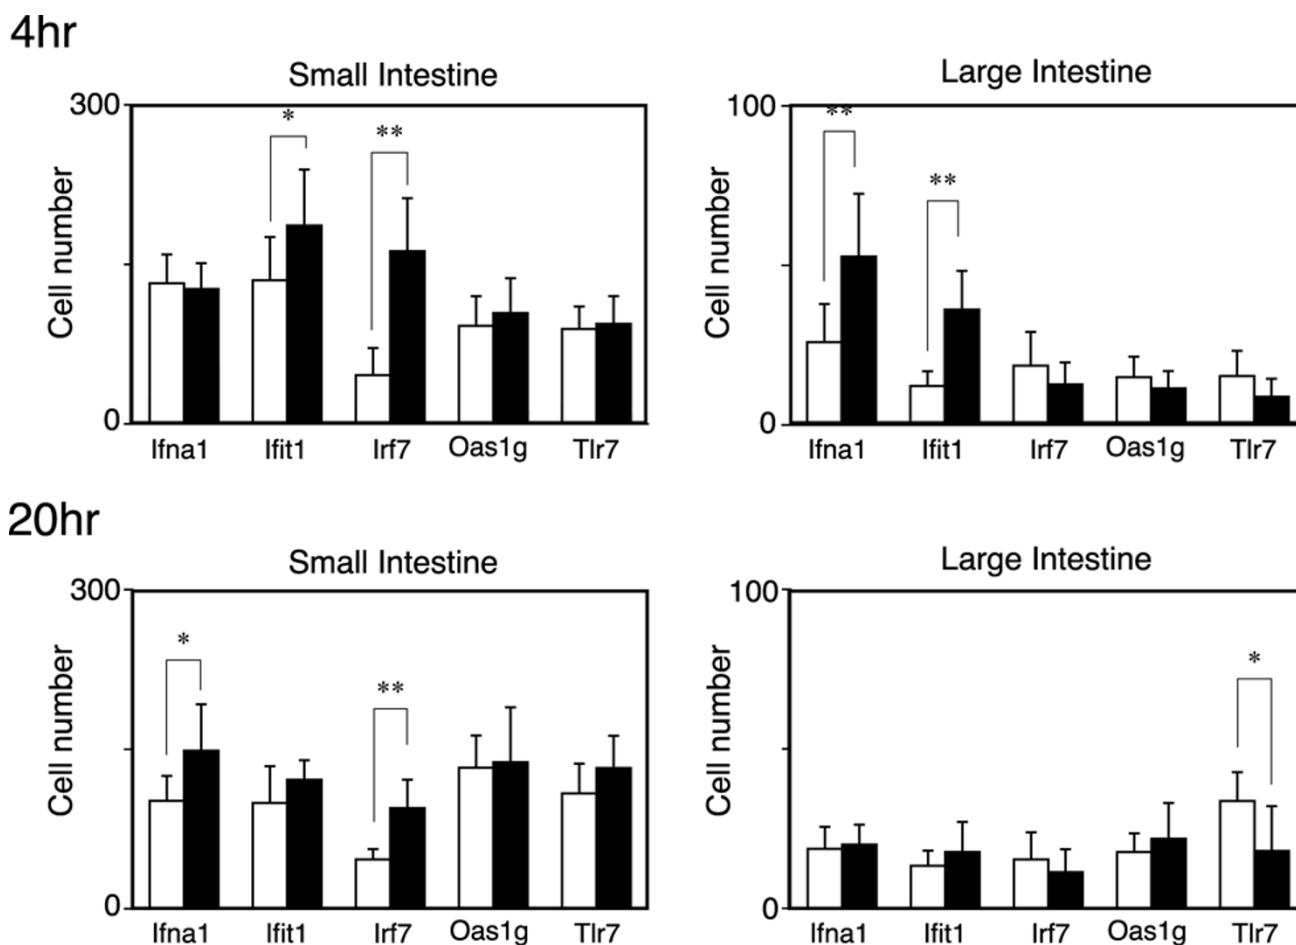 4hr
Small Intestine
300
Cell number
0
* **
Ifna1 Ifit1 Irf7 Oas1g Tlr7
Large Intestine
100
Cell number
0
** **
Ifna1 Ifit1 Irf7 Oas1g Tlr7
20hr
Small Intestine
300
Cell number
0
* **
Ifna1 Ifit1 Irf7 Oas1g Tlr7
Large Intestine
100
Cell number
0
*
Ifna1 Ifit1 Irf7 Oas1g Tlr7